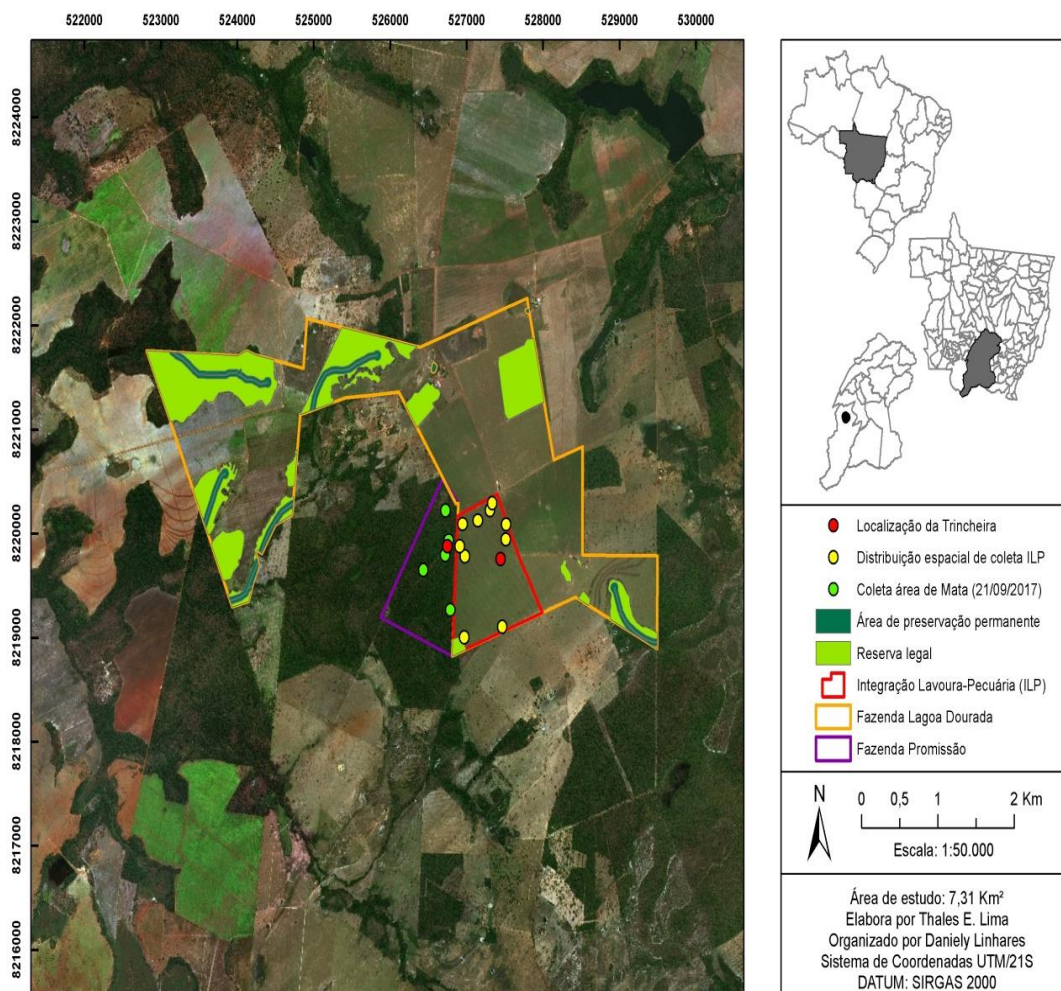 522000 523000 524000 525000 526000 527000 528000 529000 530000
8224000
8223000
8222000
8221000
8220000
8219000
8218000
8217000
8216000
Localização da Trincheira
Distribuição espacial de coleta ILP
Coleta área de Mata (21/09/2017)
Área de preservação permanente
Reserva legal
Integração Lavoura-Pecuária (ILP)
Fazenda Lagoa Dourada
Fazenda Promissão
N
0 0,5 1 2 Km
Escala: 1:50.000
Área de estudo: 7,31 Km²
Elabora por Thales E. Lima
Organizado por Daniely Linhares
Sistema de Coordenadas UTM/21S
DATUM: SIRGAS 2000